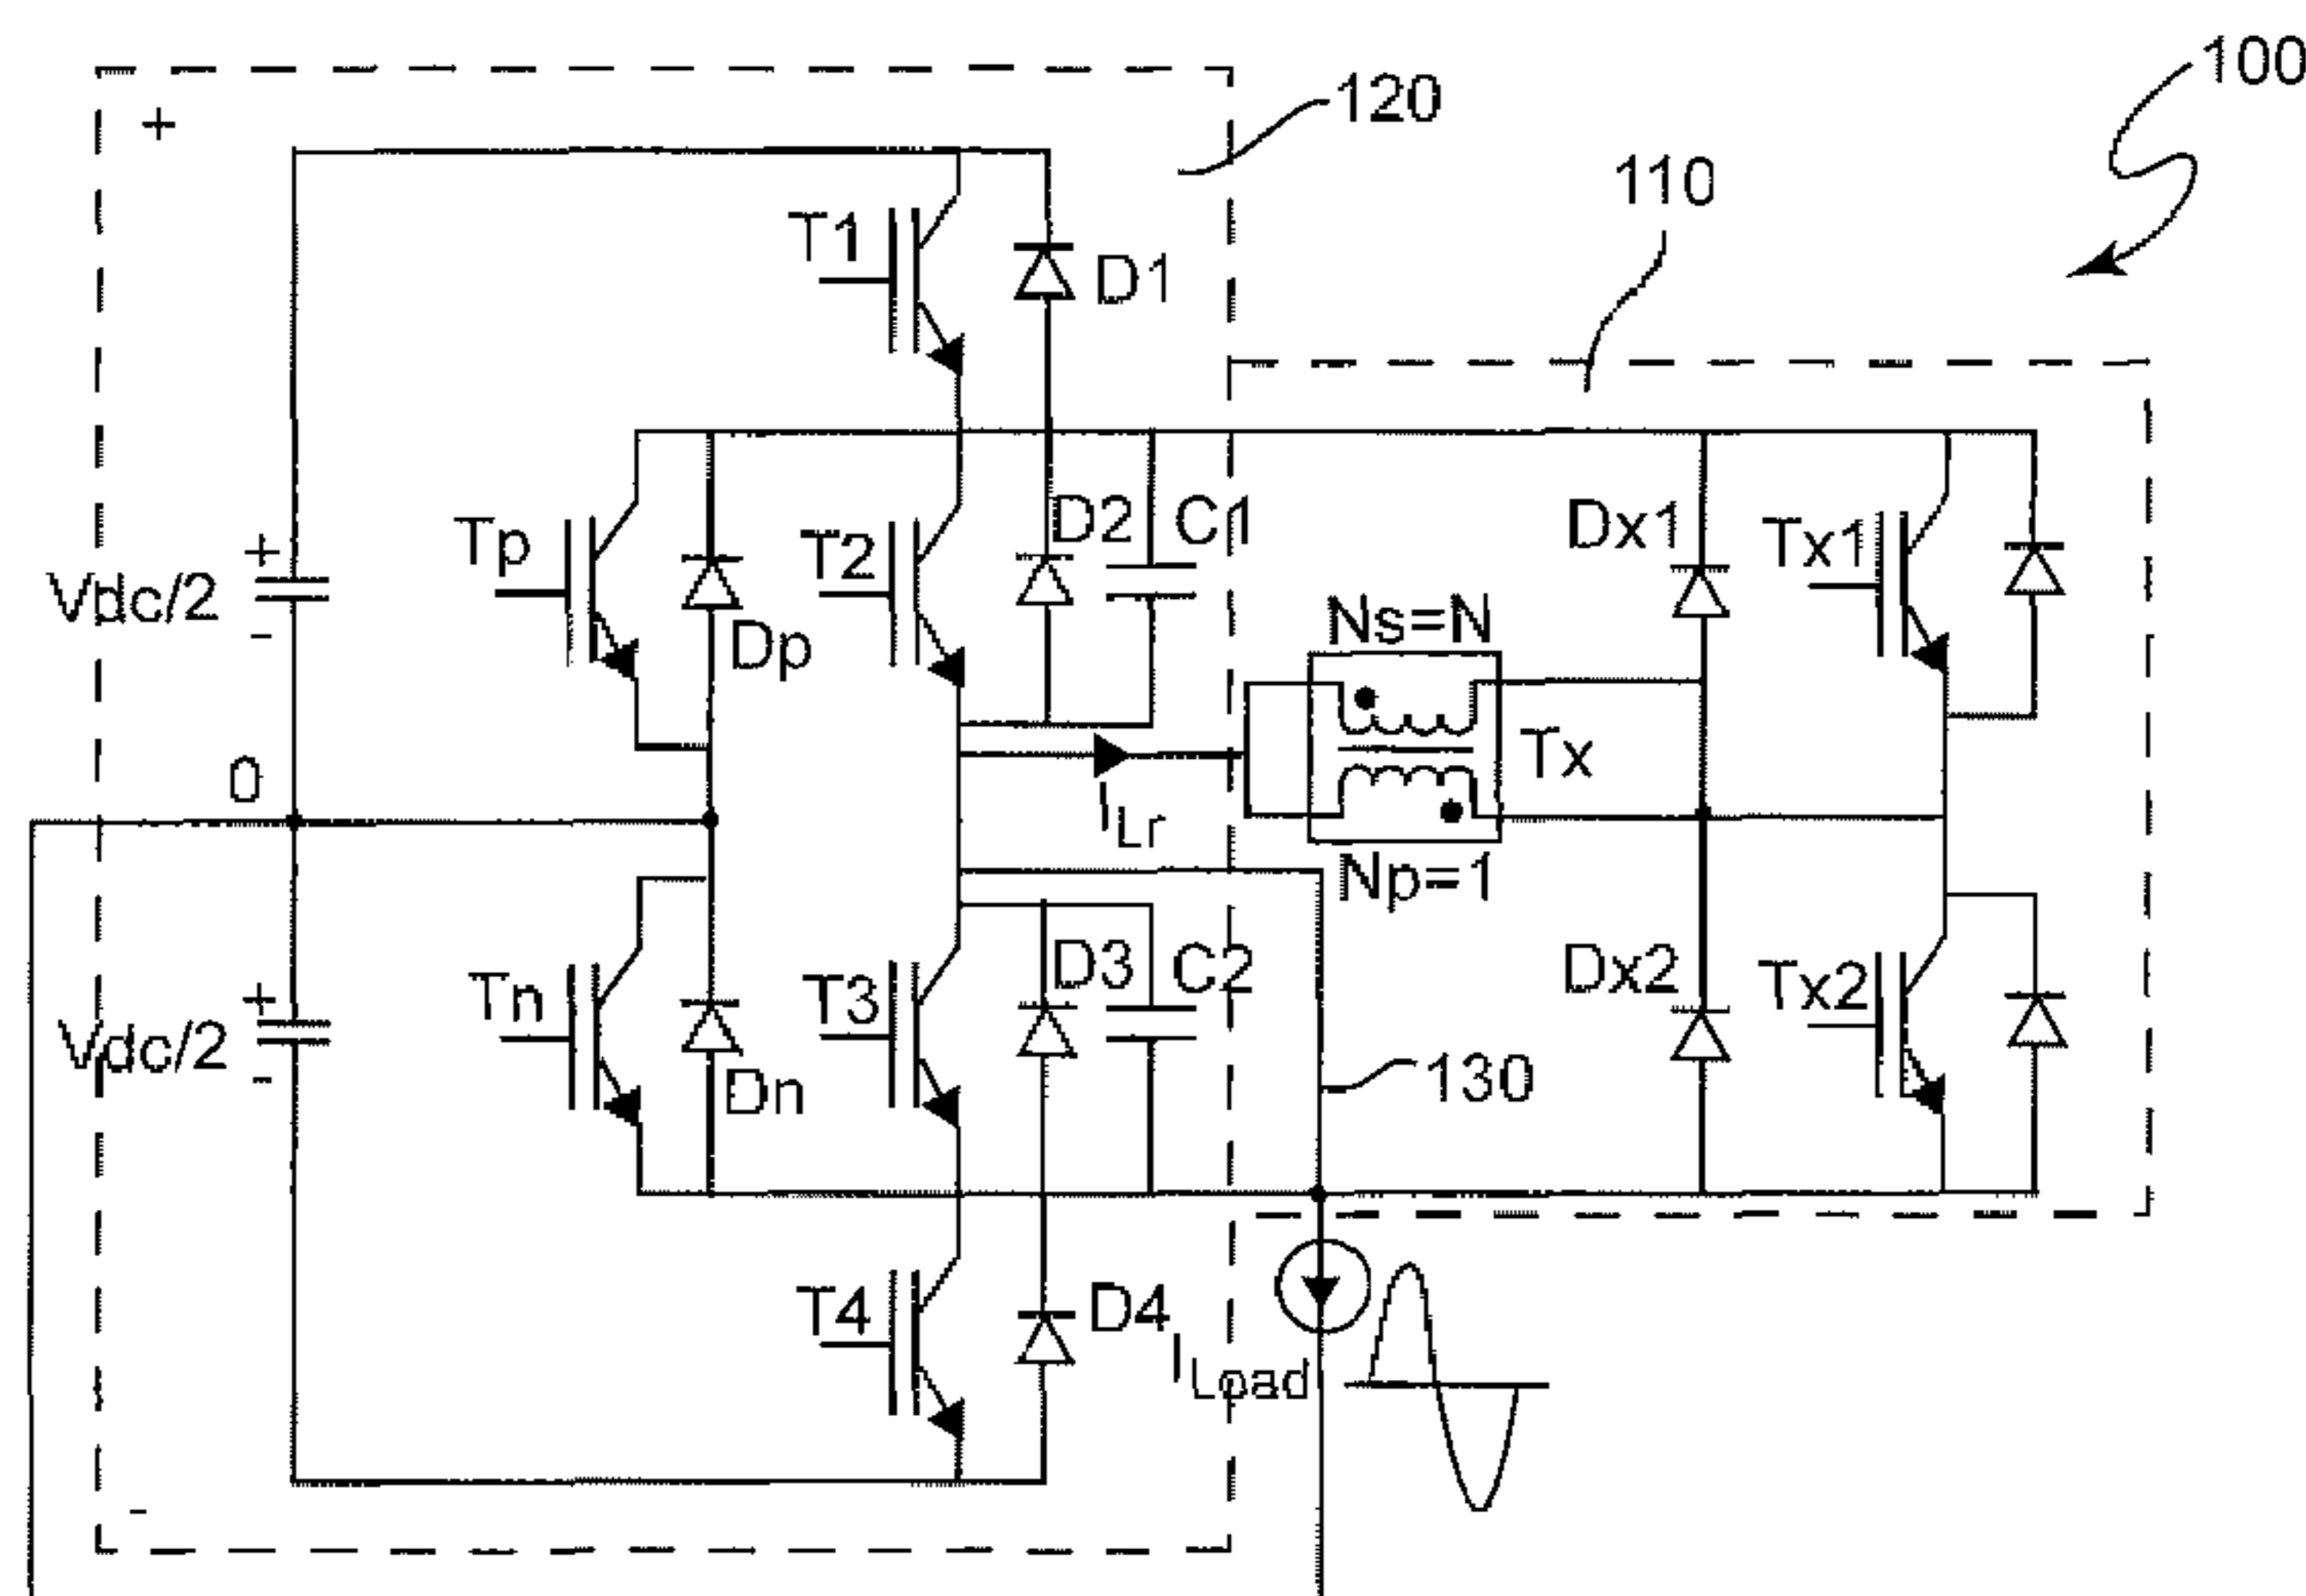 100
120
+
110
T1
D1
Tp
T2
D2
C1
Dx1
Tx1
+
Vdc/2
-
Dp
Ns=N
Tx
0
ILr
Np=1
Tn
T3
D3
C2
Dx2
Tx2
+
Vdc/2
-
Dn
130
T4
D4
ILoad
-